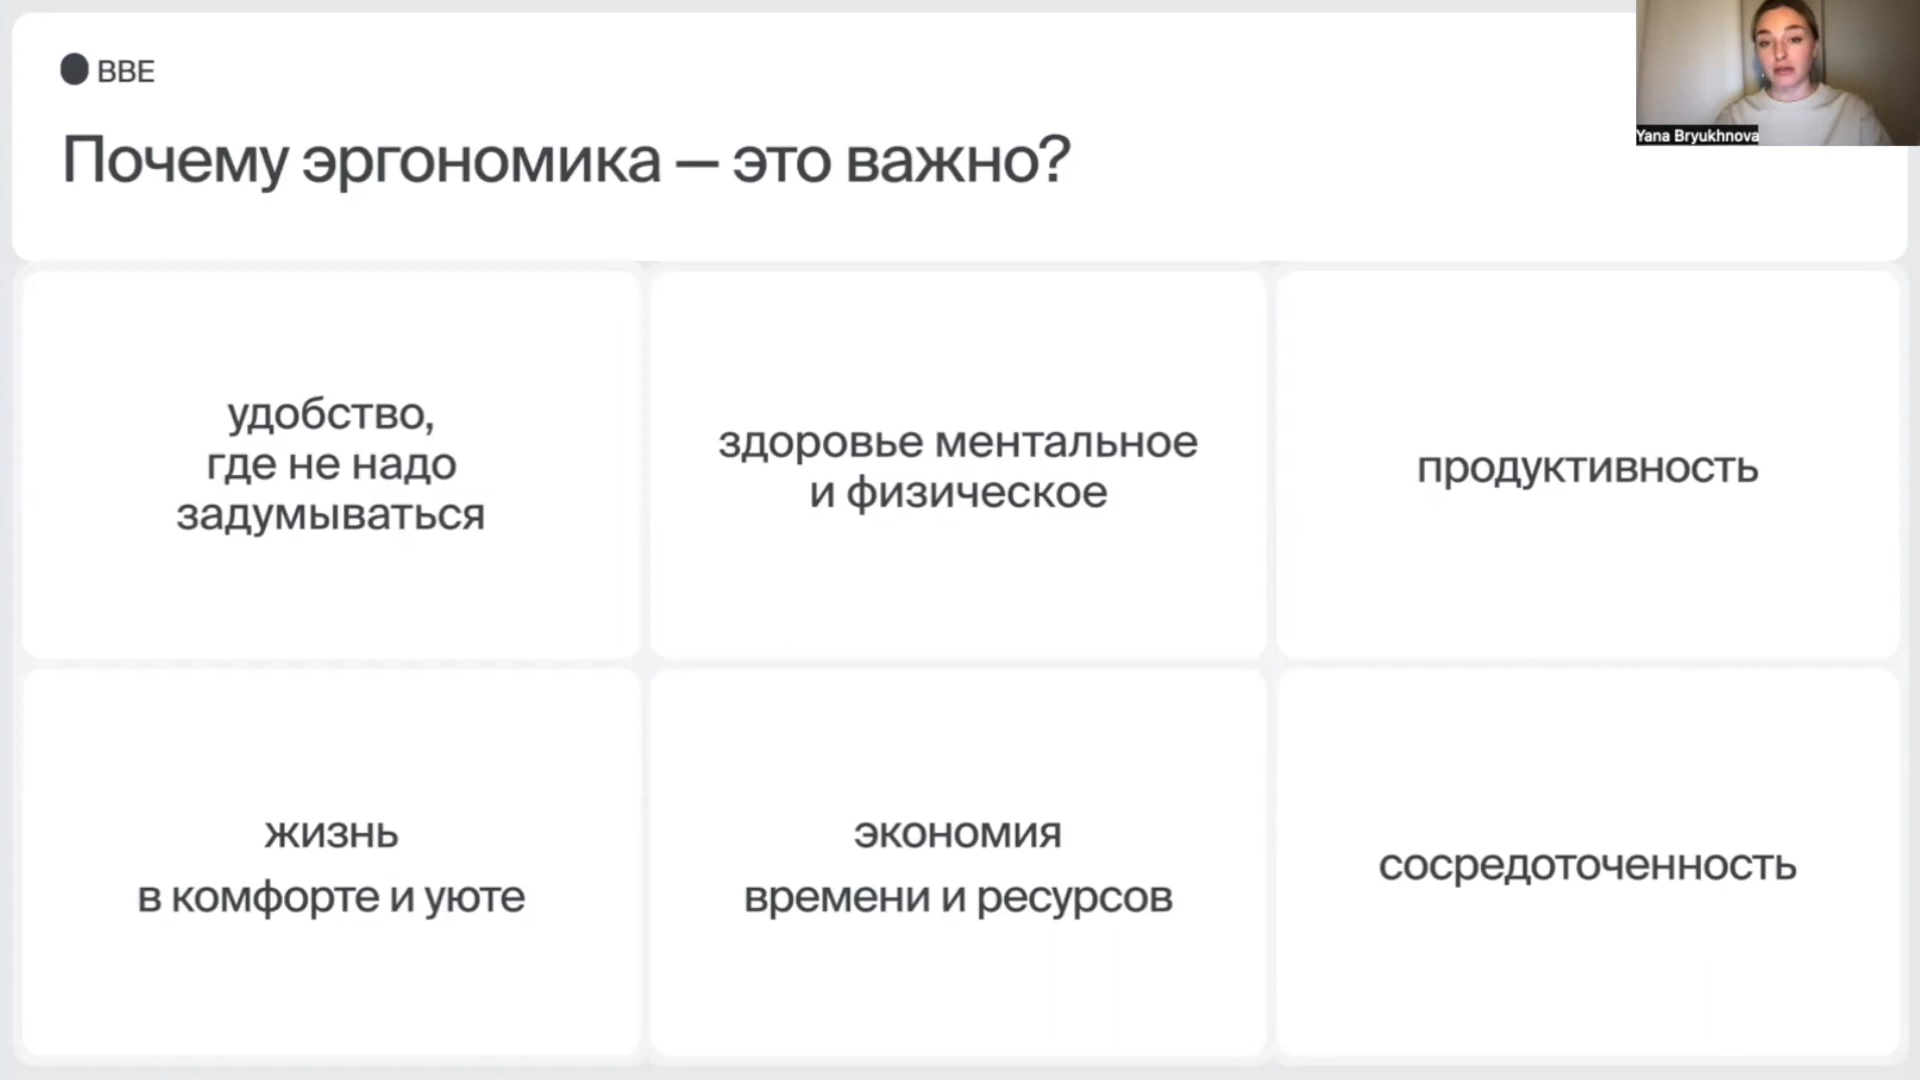 BBE
Yana Bryukhnova
Почему эргономика — это важно?
удобство,
где не надо
задумываться
здоровье ментальное
и физическое
продуктивность
жизнь
в комфорте и уюте
экономия
времени и ресурсов
сосредоточенность